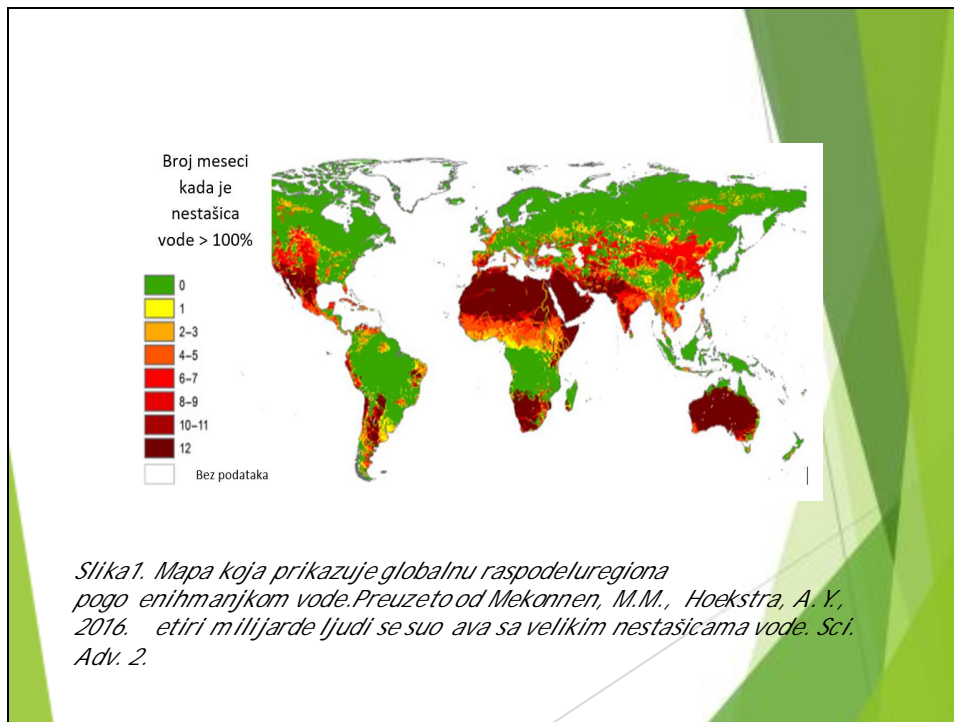 Broj meseci
kada je
nestašica
vode > 100%
0
1
2–3
4–5
6–7
8–9
10–11
12
Bez podataka
Slika1. Mapa koja prikazuje globalnu raspodeluregiona
pogo enihmanjkom vode.Preuzeto od Mekonnen, M.M., Hoekstra, A.Y.,
2016. etiri milijarde ljudi se suo ava sa velikim nestašicama vode. Sci.
Adv. 2.